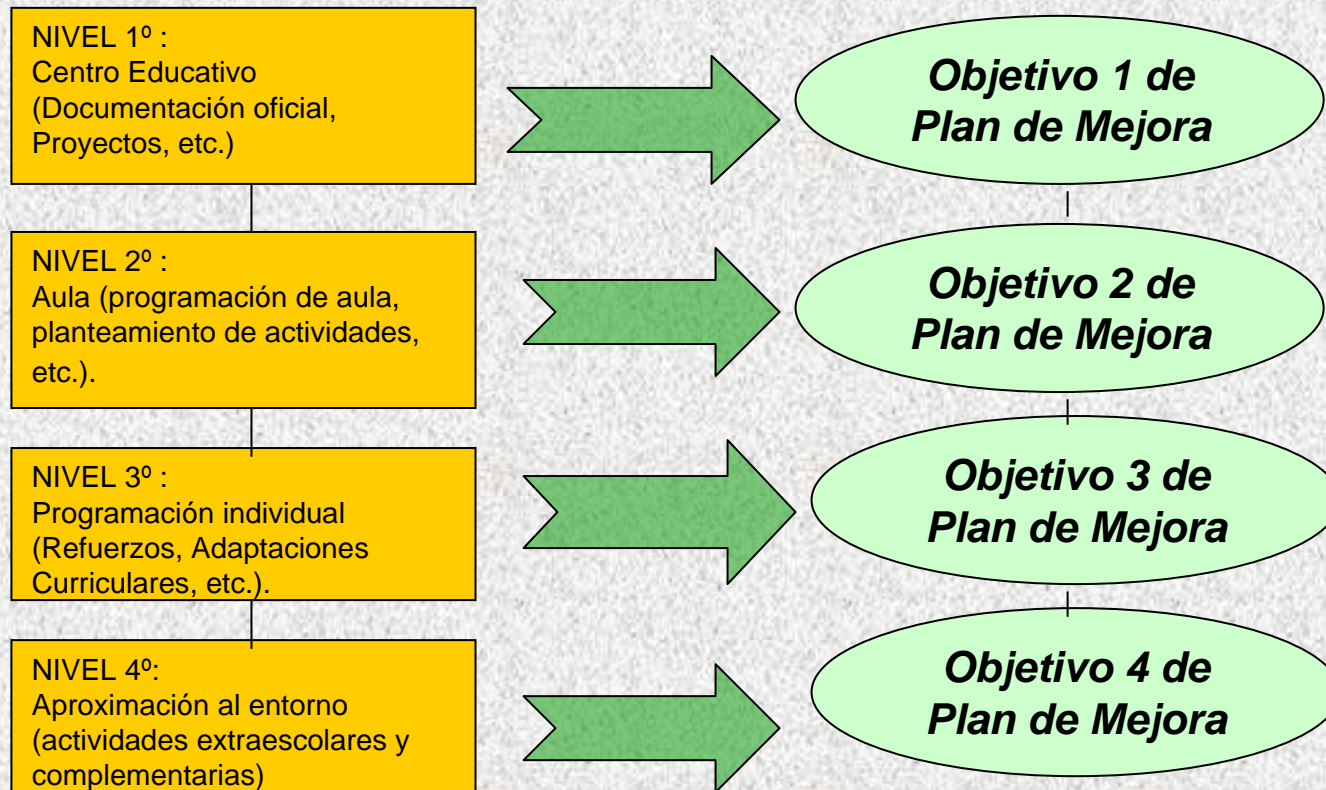 NIVEL 1º :
Centro Educativo
(Documentación oficial,
Proyectos, etc.)
Objetivo 1 de
Plan de Mejora
NIVEL 2º :
Aula (programación de aula,
planteamiento de actividades,
etc.).
Objetivo 2 de
Plan de Mejora
NIVEL 3º :
Programación individual
(Refuerzos, Adaptaciones
Curriculares, etc.).
Objetivo 3 de
Plan de Mejora
NIVEL 4º:
Aproximación al entorno
(actividades extraescolares y
complementarias)
Objetivo 4 de
Plan de Mejora